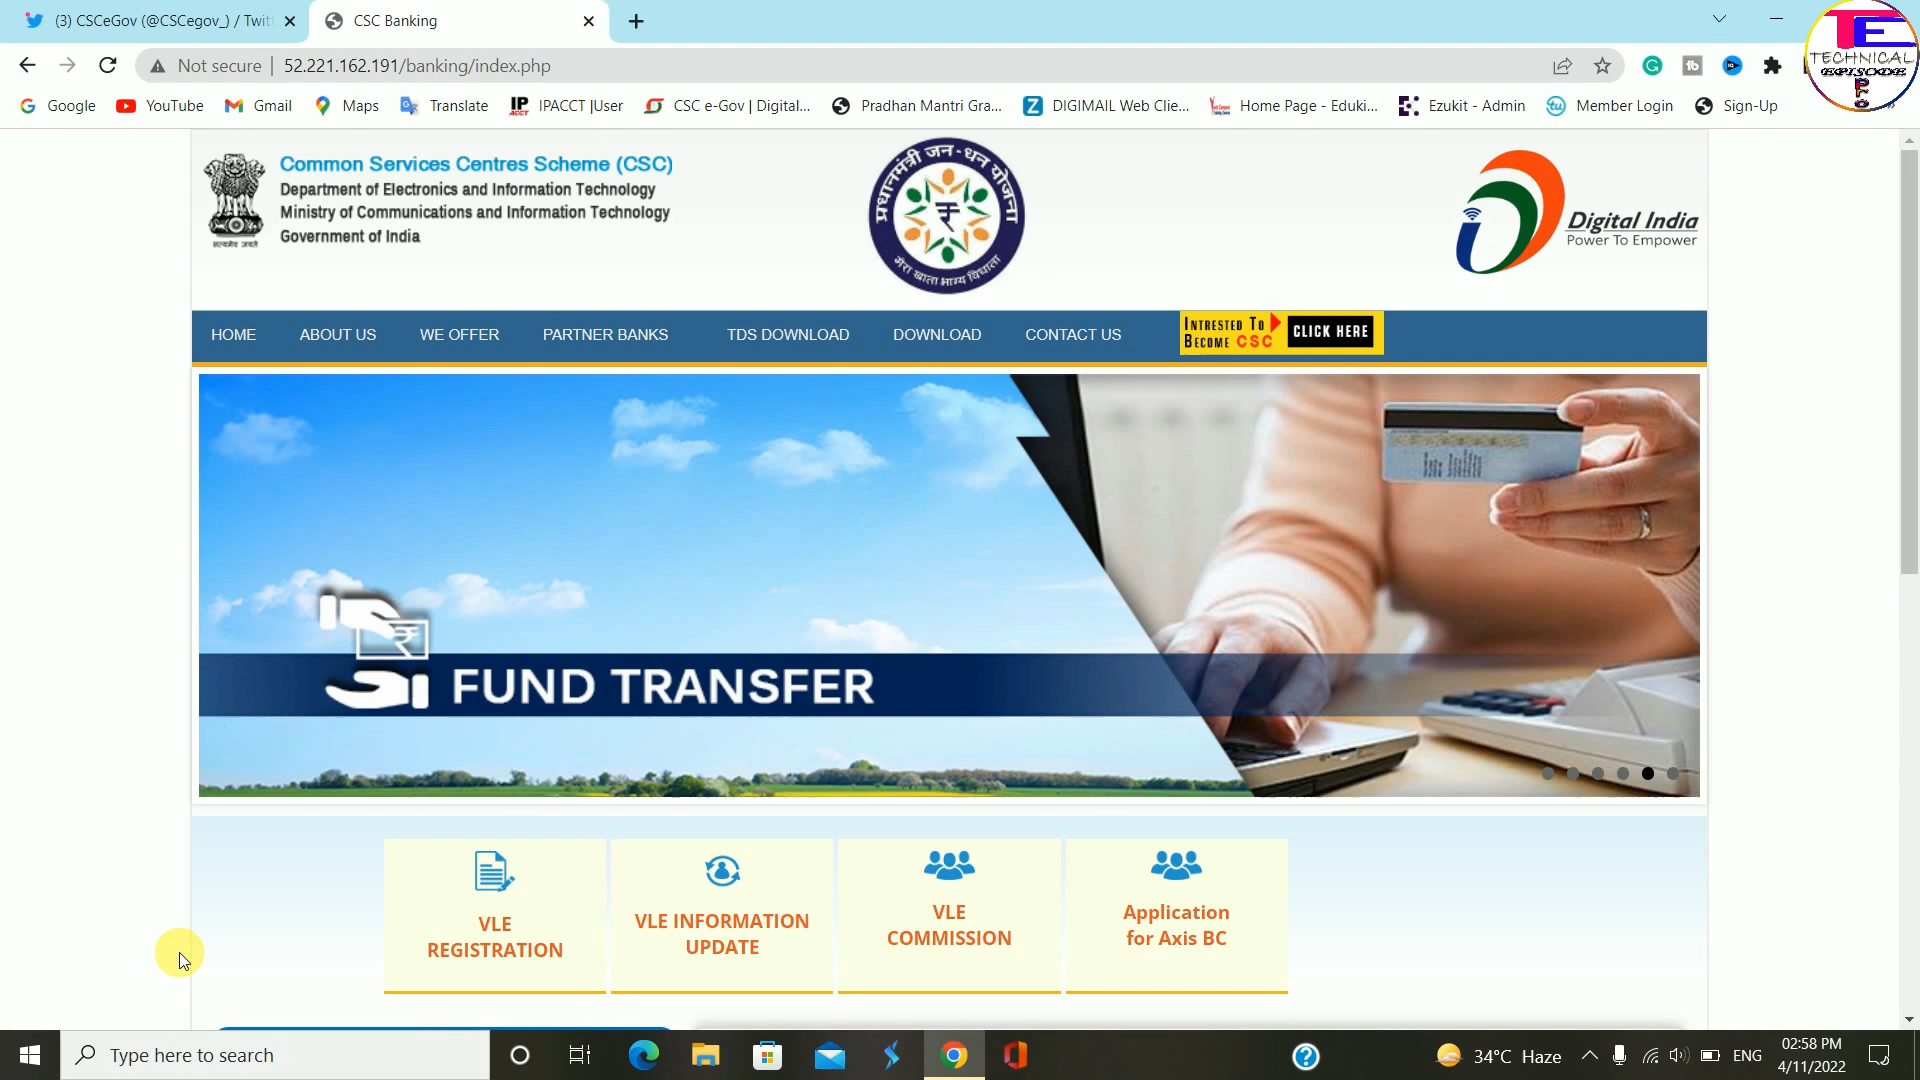 (3) CSCeGov (@CSCegov_) / Twit
CSC Banking
Not secure
52.221.162.191/banking/index.php
TE
TECHNICAL
EPISODE
Google
YouTube
Gmail
Maps
Translate
IPACCT |User
CSC e-Gov | Digital...
Pradhan Mantri Gra...
DIGIMAIL Web Clie...
Home Page - Eduki...
Ezukit - Admin
Member Login
Sign-Up
Common Services Centres Scheme (CSC)
Department of Electronics and Information Technology
Ministry of Communications and Information Technology
Government of India
सत्यमेव जयते
प्रधानमंत्री जन-धन योजना
मेरा खाता भाग्य विधाता
Digital India
Power To Empower
HOME
ABOUT US
WE OFFER
PARTNER BANKS
TDS DOWNLOAD
DOWNLOAD
CONTACT US
INTRESTED TO
BECOME CSC
CLICK HERE
FUND TRANSFER
VLE
REGISTRATION
VLE INFORMATION
UPDATE
VLE
COMMISSION
Application
for Axis BC
Type here to search
34°C Haze
ENG
02:58 PM
4/11/2022